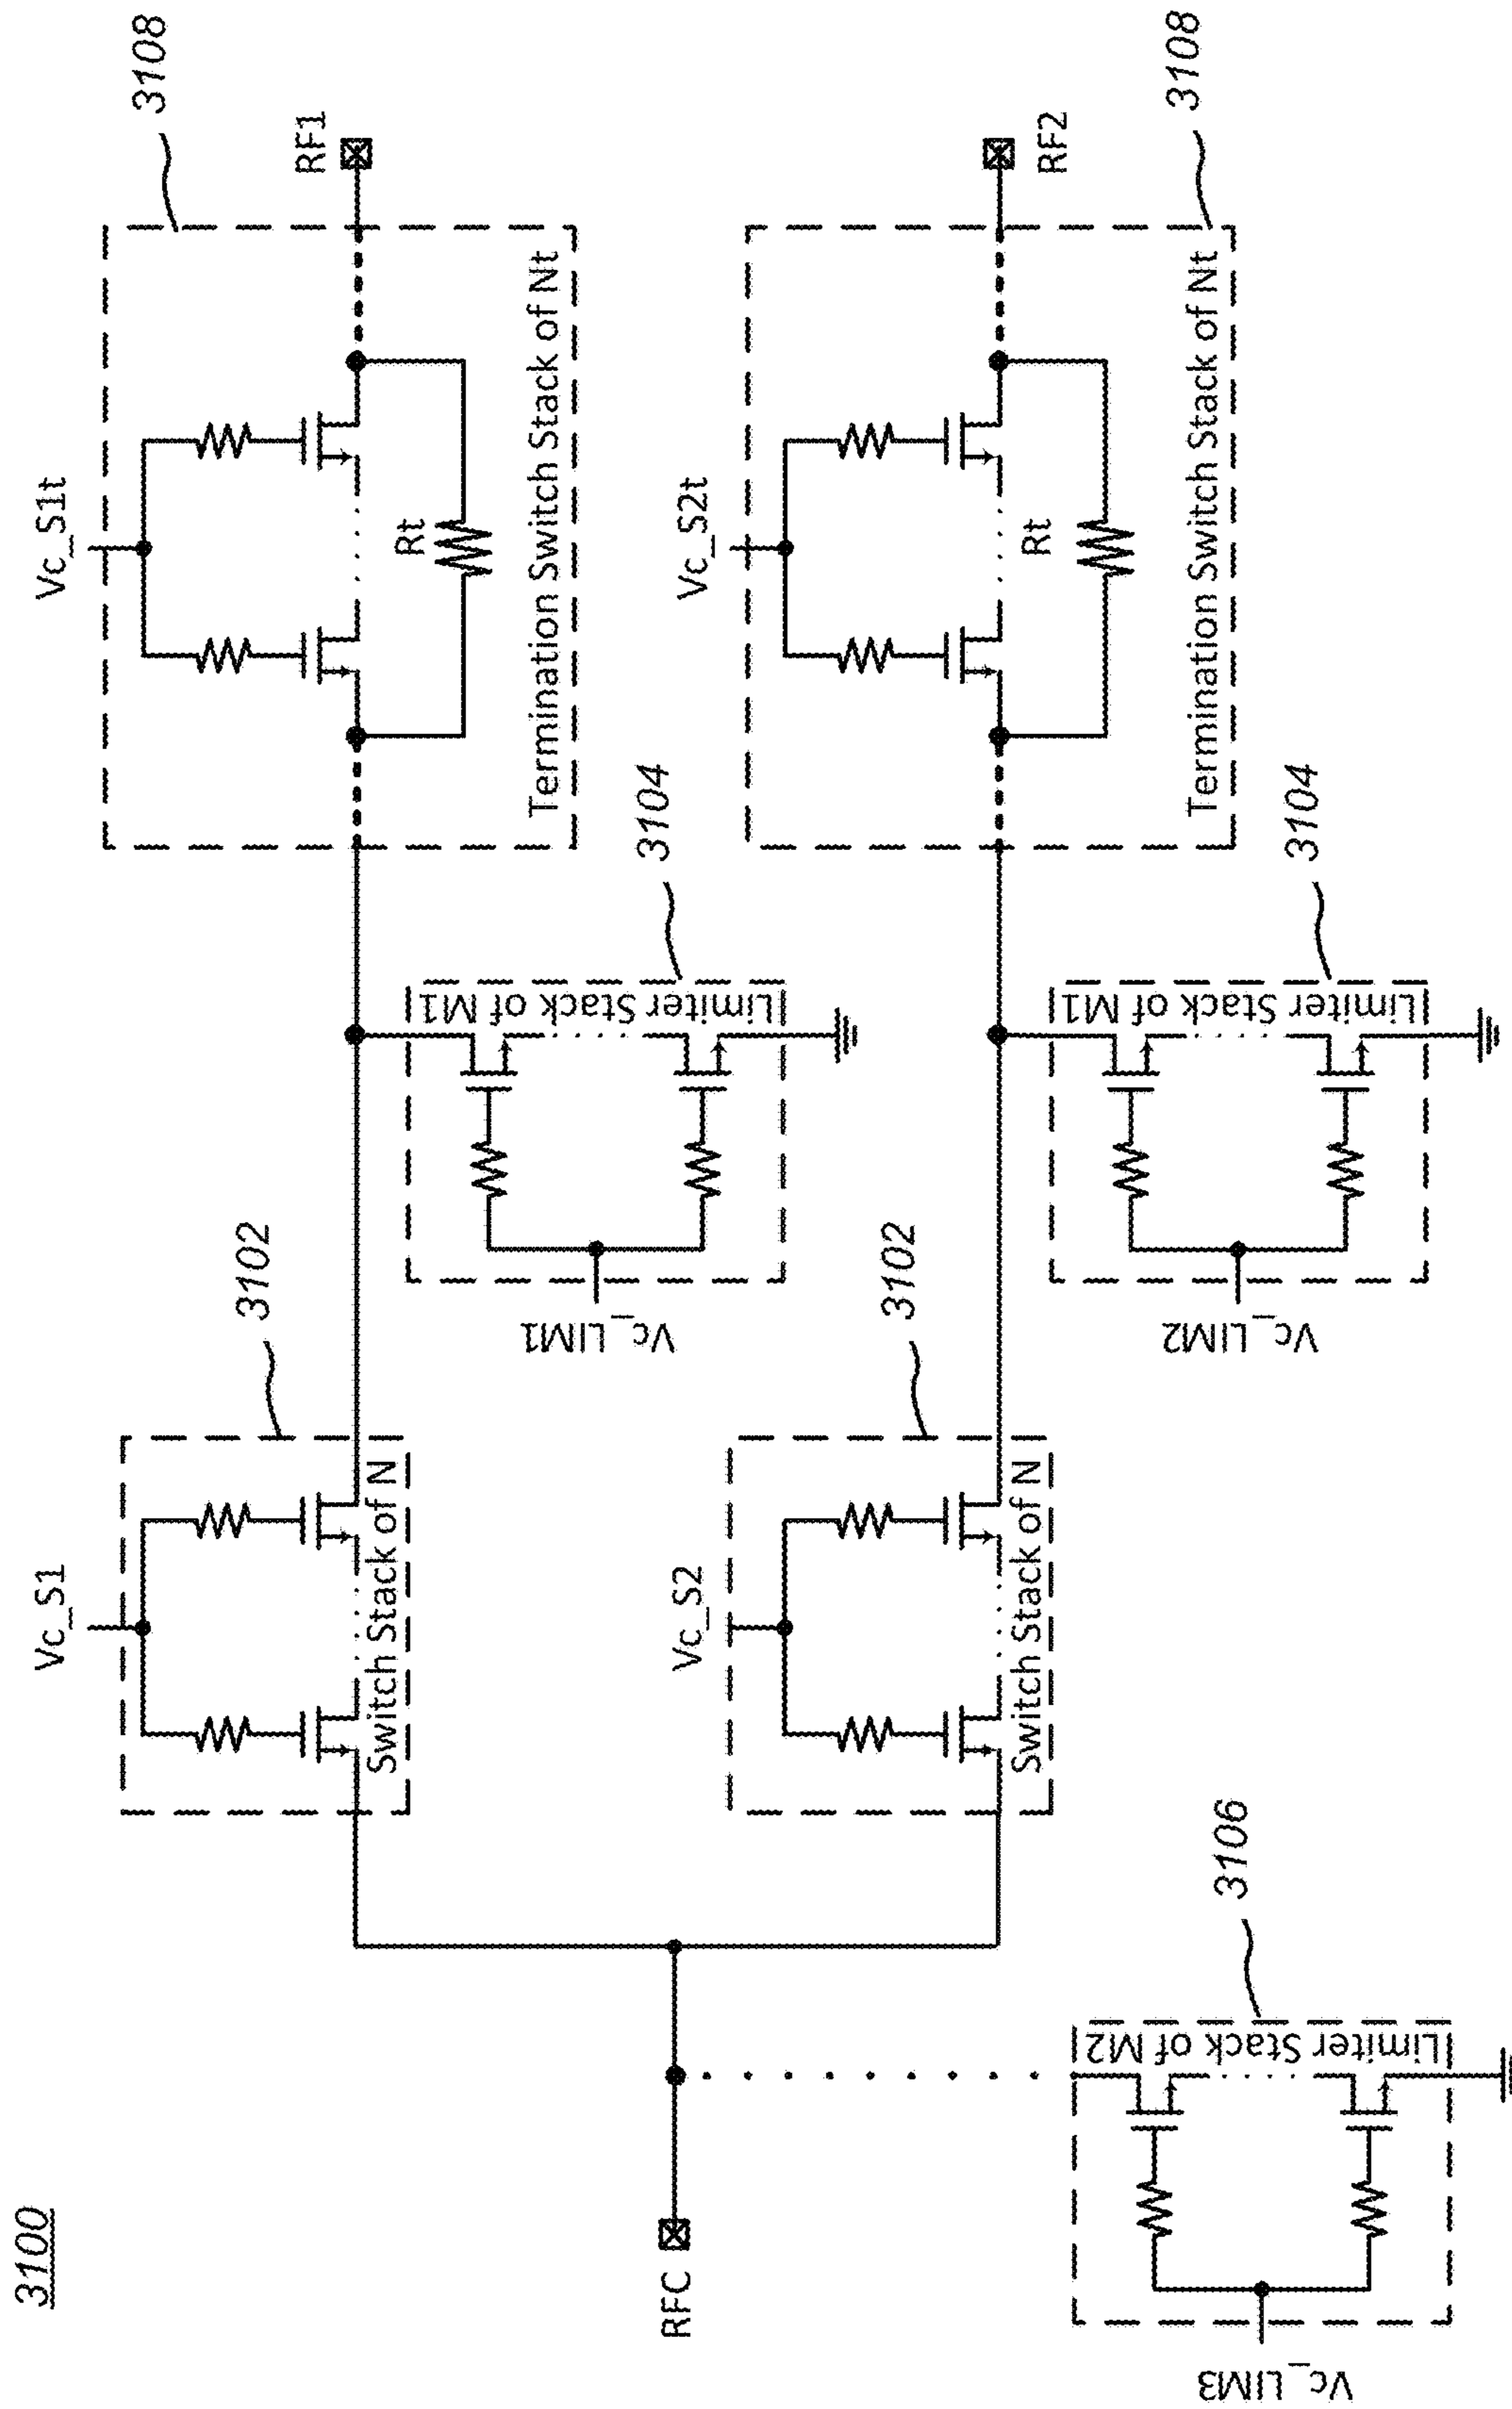 3100
Vc_S1
3102
Switch Stack of N
Vc_S1t
3108
RF1
Rt
Termination Switch Stack of Nt
Vc_LIM1
Limiter Stack of M1
3104
RFC
Vc_S2
3102
Switch Stack of N
Vc_S2t
3108
RF2
Rt
Termination Switch Stack of Nt
Vc_LIM2
Limiter Stack of M1
3104
Vc_LIM3
Limiter Stack of M2
3106